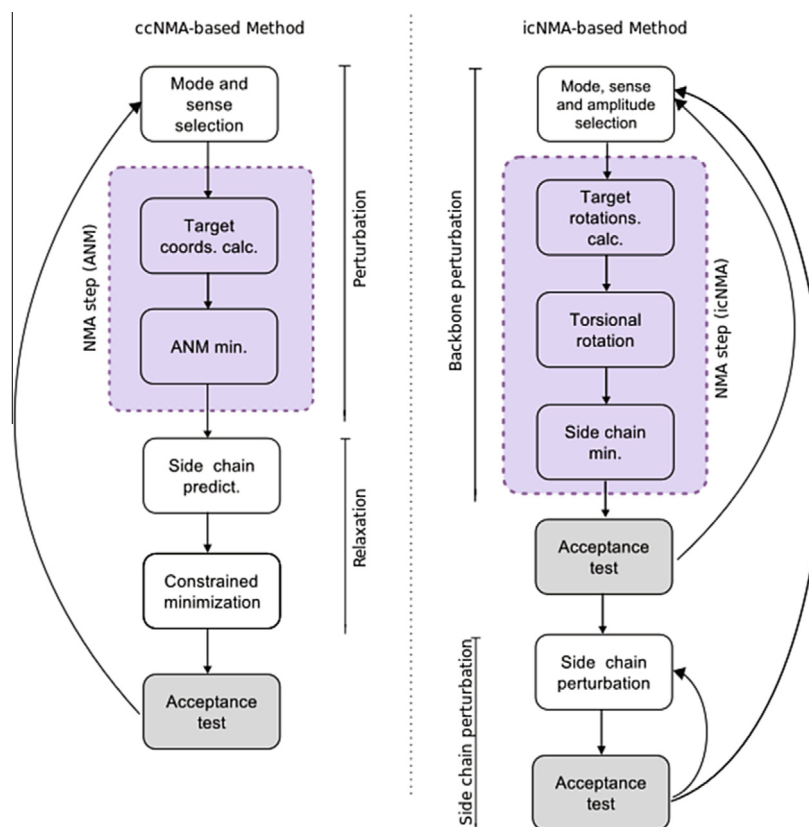 ccNMA-based Method
Mode and
sense
selection
Perturbation
NMA step (ANM)
Target
coords. calc.
ANM min.
Side chain
predict.
Relaxation
Constrained
minimization
Acceptance
test
icNMA-based Method
Mode, sense
and amplitude
selection
Backbone perturbation
Target
rotations.
calc.
NMA step (icNMA)
Torsional
rotation
Side chain
min.
Acceptance
test
Side chain perturbation
Side chain
perturbation
Acceptance
test